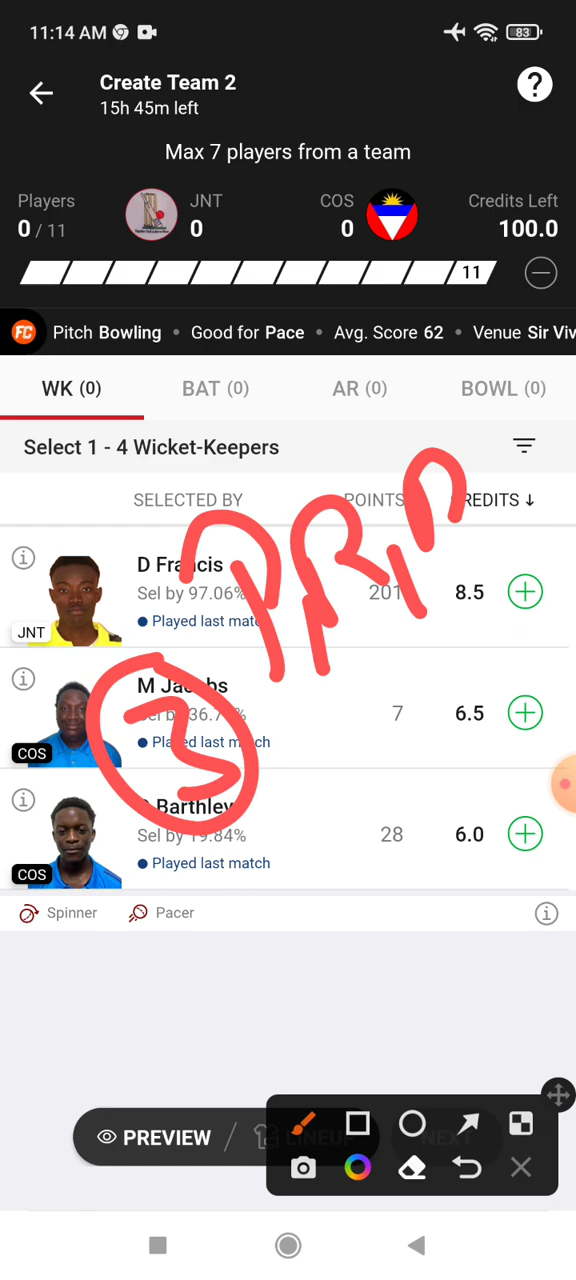 11:14 AM 83
Create Team 2
15h 45m left
Max 7 players from a team
Players JNT COS Credits Left
0 / 11 0 0 100.0
11
FC Pitch Bowling • Good for Pace • Avg. Score 62 • Venue Sir Viv
WK (0) BAT (0) AR (0) BOWL (0)
Select 1 - 4 Wicket-Keepers
SELECTED BY POINTS CREDITS ↓
D Francis
Sel by 97.06% 201 8.5
JNT • Played last match
M Jacobs
Sel by 36.7 % 7 6.5
COS • Played last match
Barthley
Sel by 19.84% 28 6.0
COS • Played last match
3
Spinner Pacer
PREVIEW / LINEUP NEXT